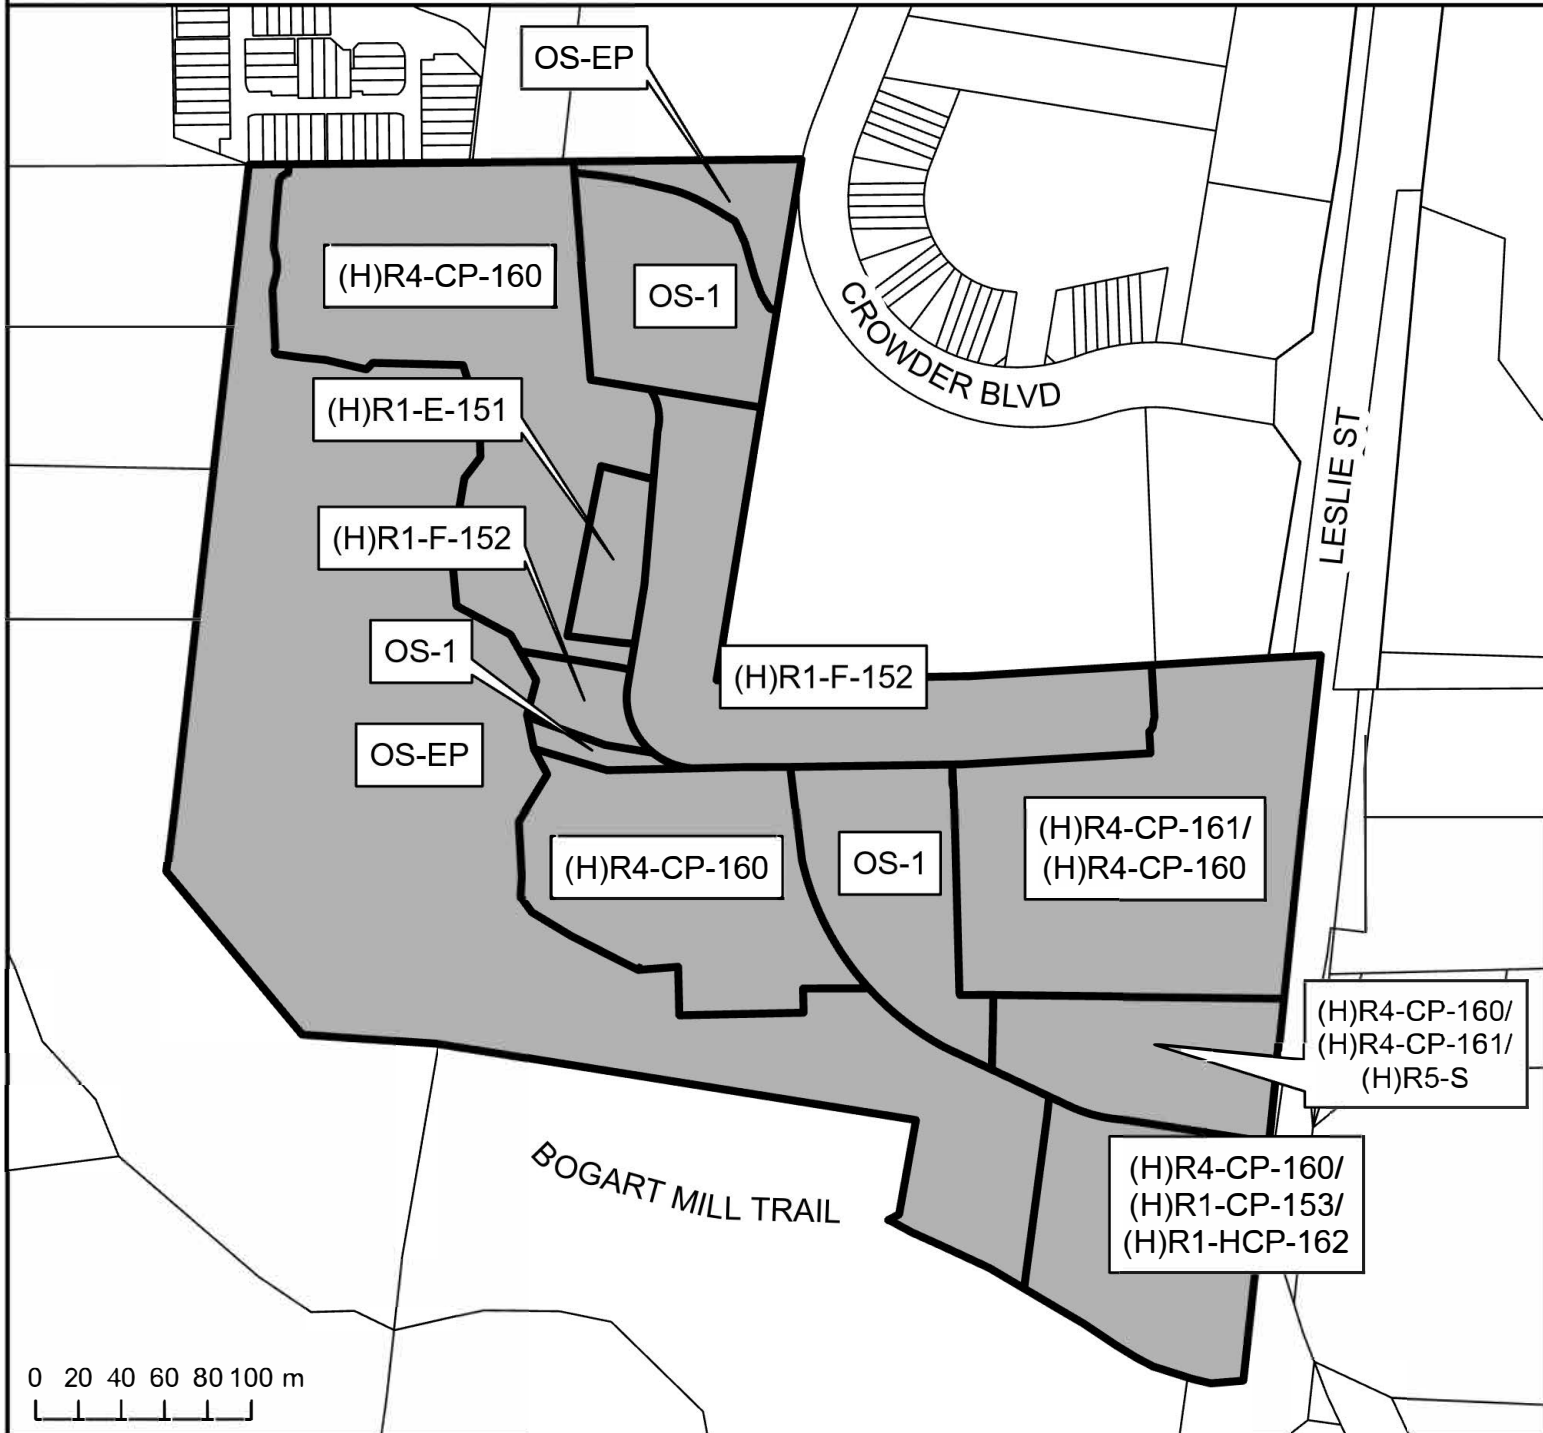 OS-EP
(H)R4-CP-160
OS-1
CROWDER BLVD
(H)R1-E-151
LESLIE ST
(H)R1-F-152
OS-1
(H)R1-F-152
OS-EP
(H)R4-CP-160
OS-1
(H)R4-CP-161/
(H)R4-CP-160
(H)R4-CP-160/
(H)R4-CP-161/
(H)R5-S
BOGART MILL TRAIL
(H)R4-CP-160/
(H)R1-CP-153/
(H)R1-HCP-162
0 20 40 60 80 100 m